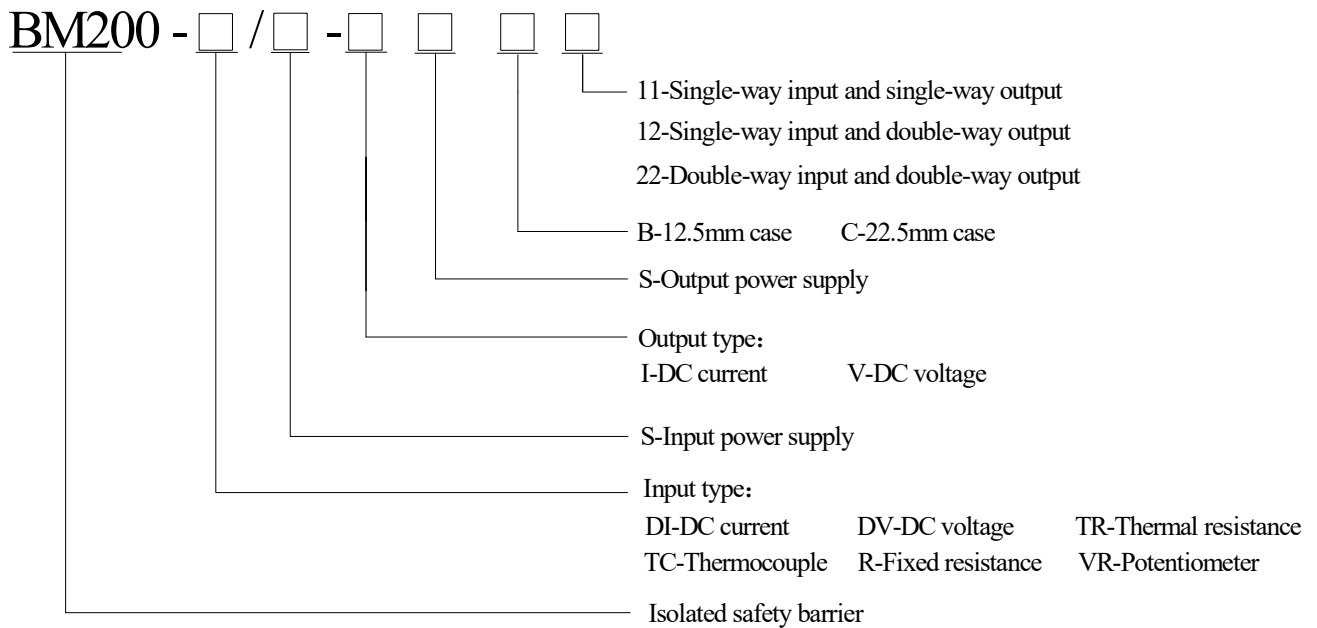 BM200 - □ / □ - □ □ □ □
11-Single-way input and single-way output
12-Single-way input and double-way output
22-Double-way input and double-way output
B-12.5mm case C-22.5mm case
S-Output power supply
Output type：
I-DC current V-DC voltage
S-Input power supply
Input type：
DI-DC current DV-DC voltage TR-Thermal resistance
TC-Thermocouple R-Fixed resistance VR-Potentiometer
Isolated safety barrier